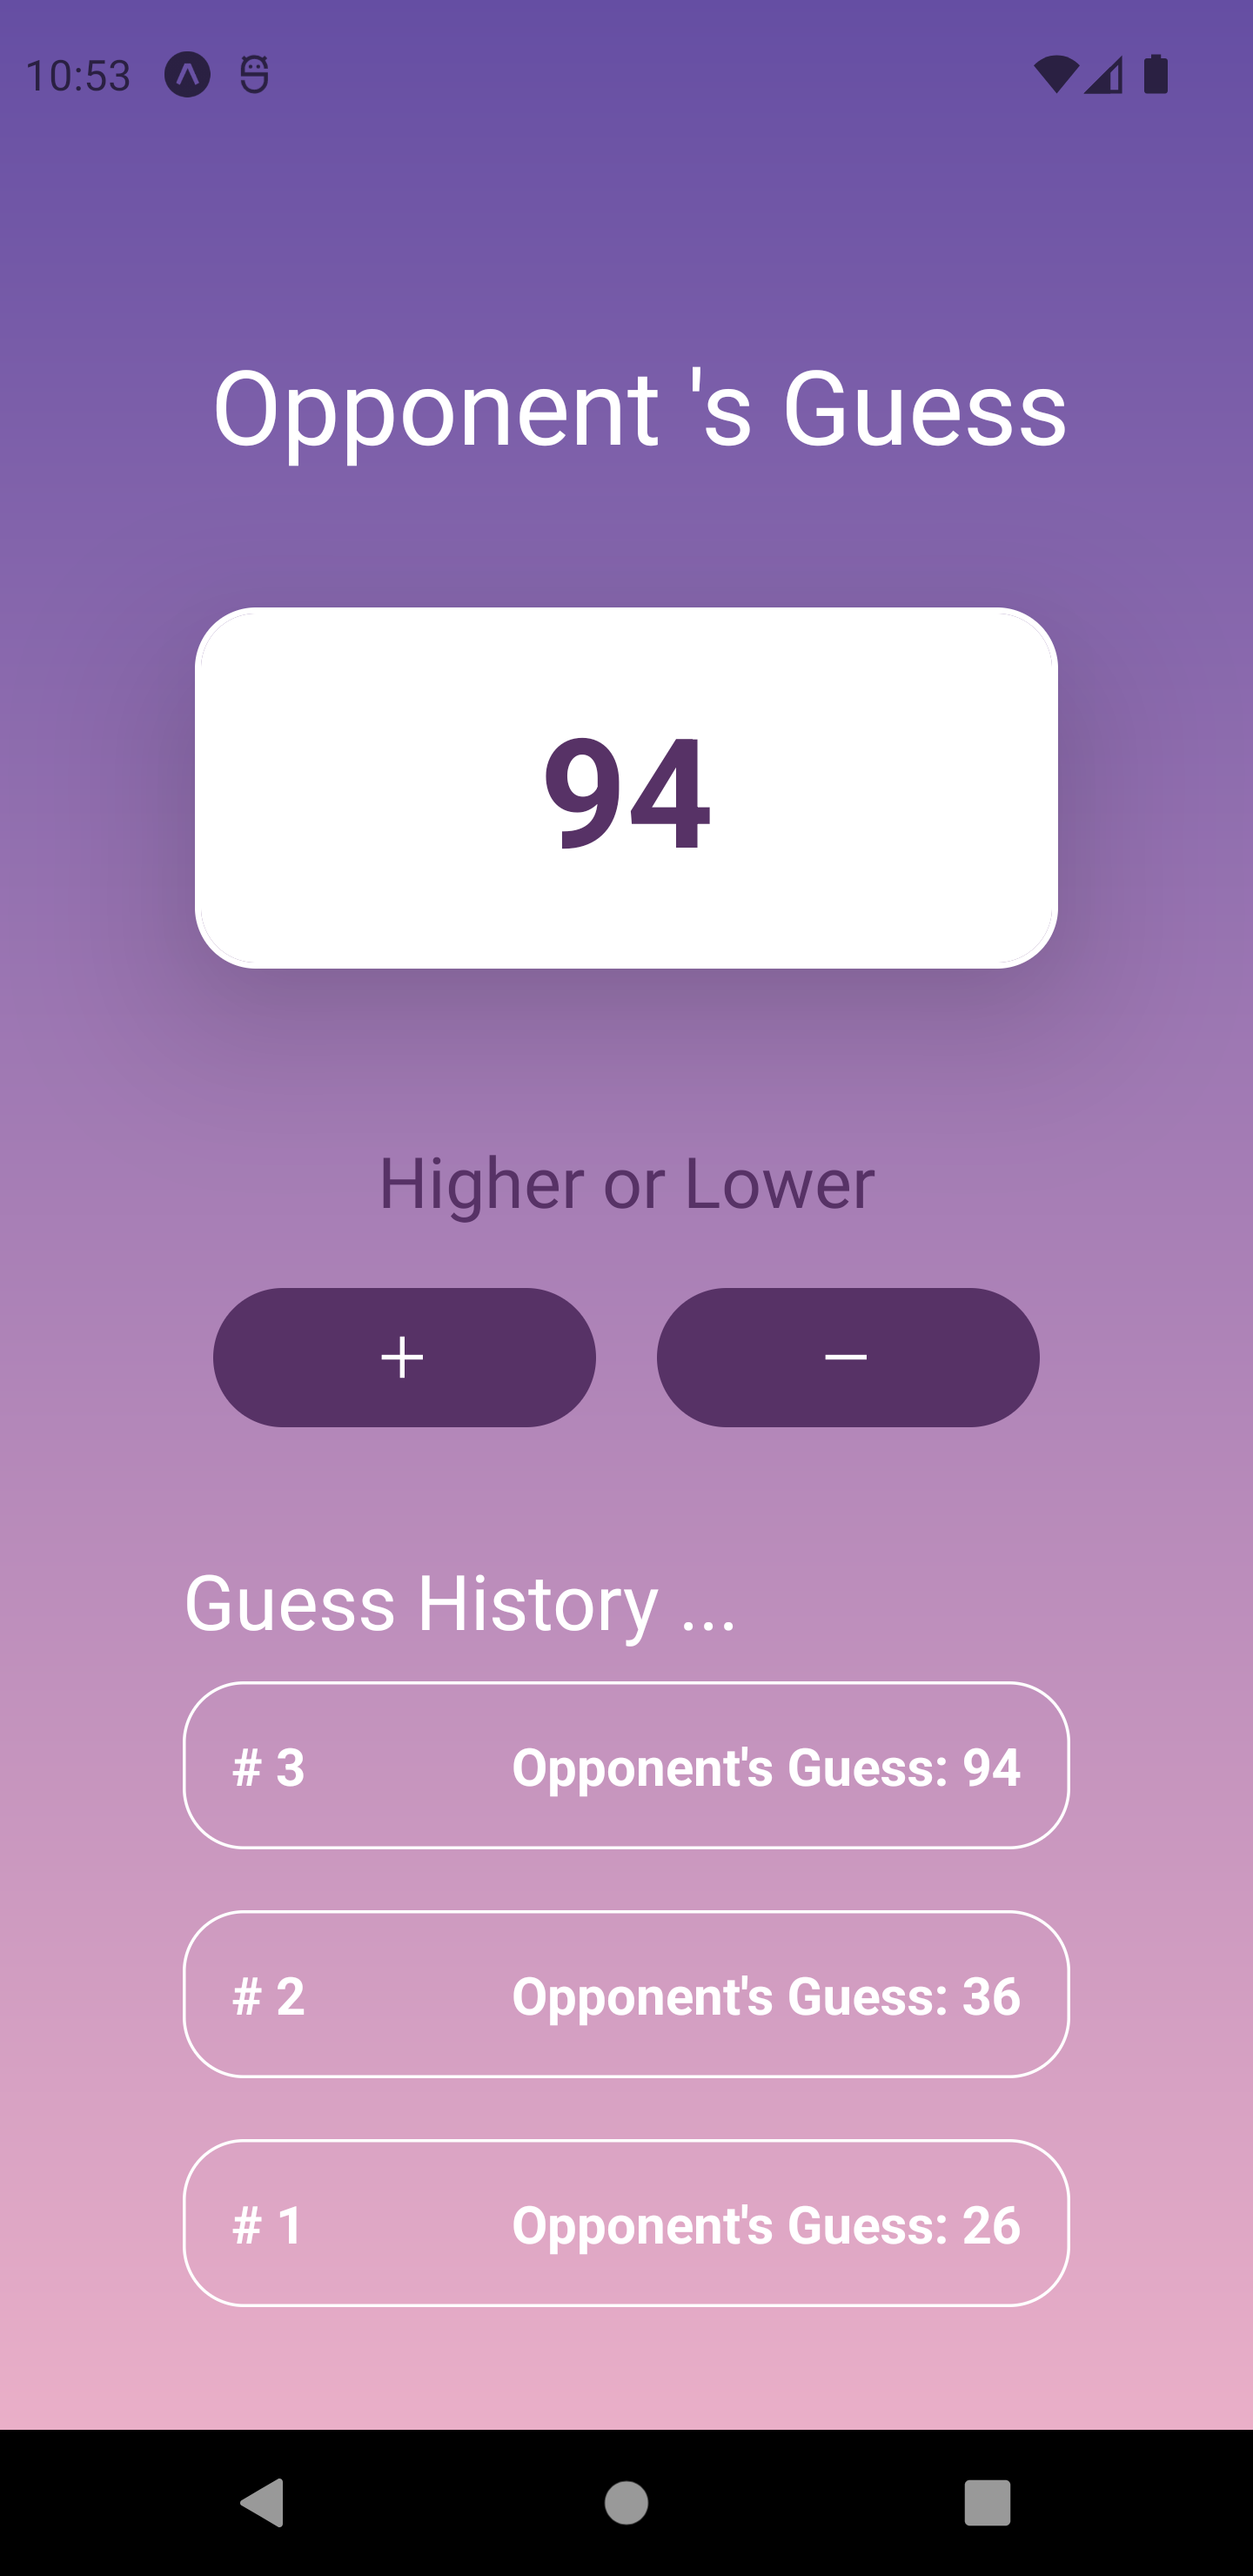 10:53
Opponent 's Guess
94
Higher or Lower
+ −
Guess History ...
# 3 Opponent's Guess: 94
# 2 Opponent's Guess: 36
# 1 Opponent's Guess: 26